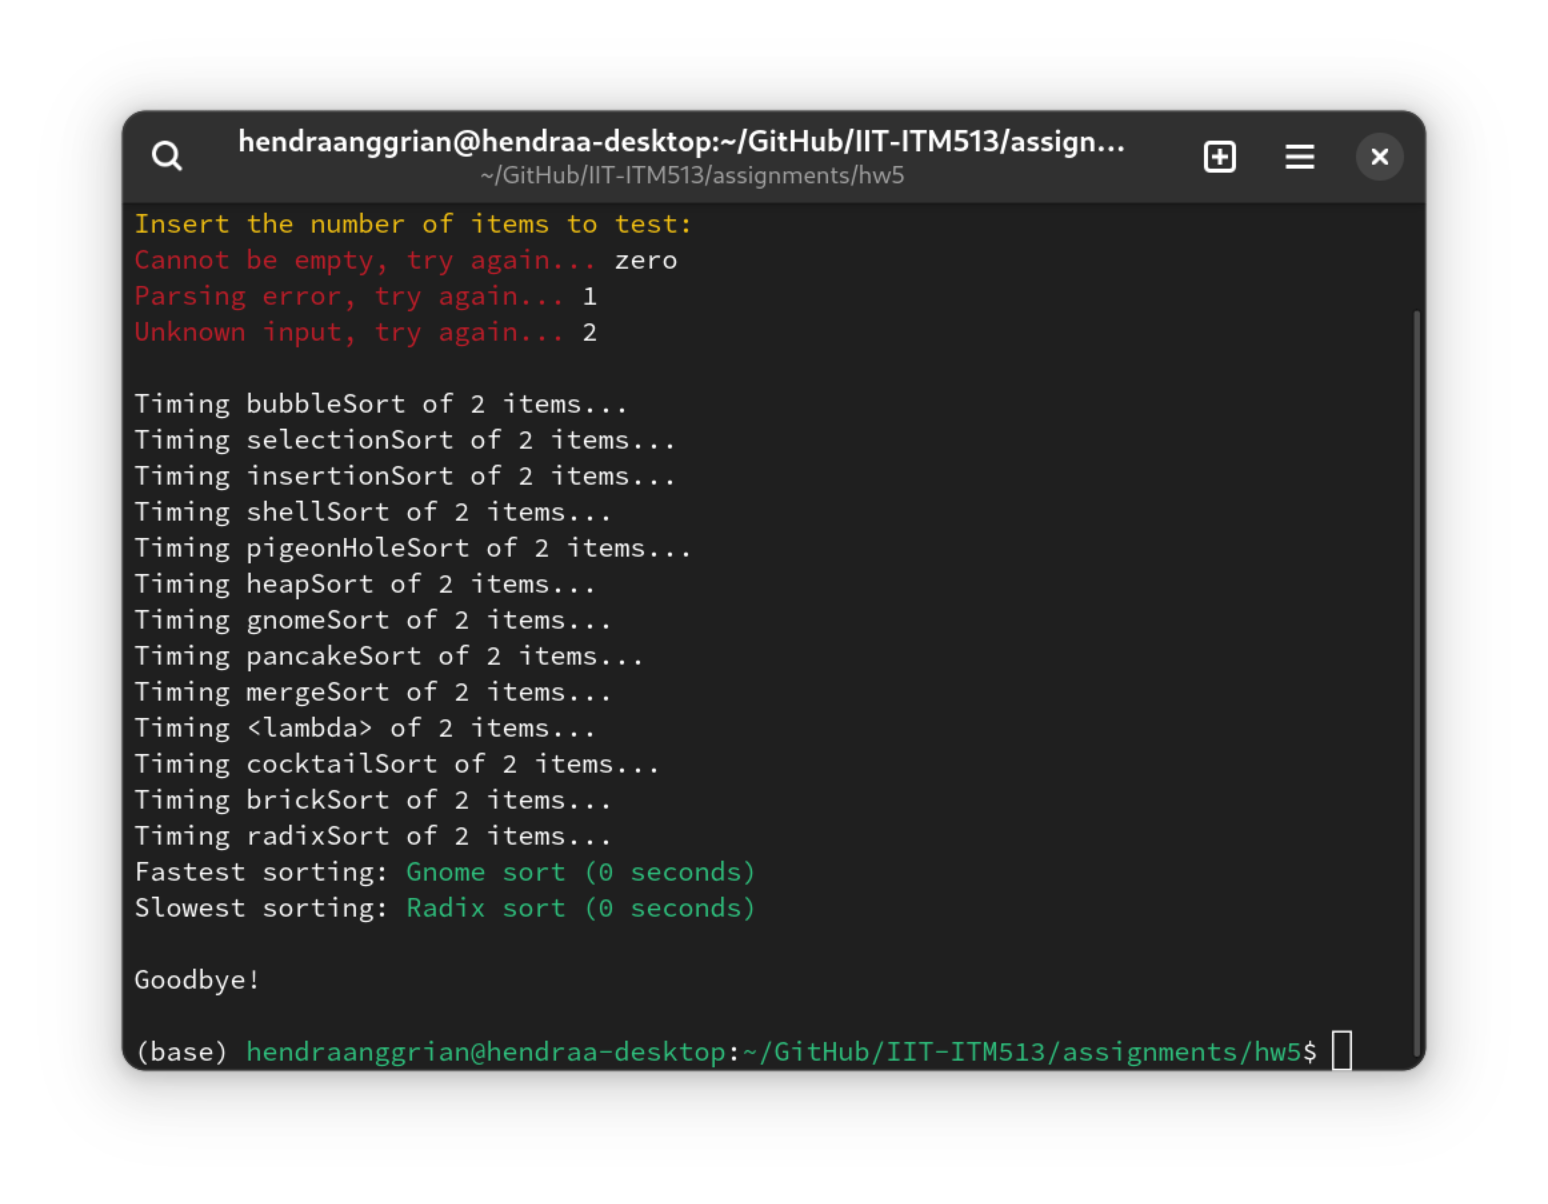 hendraanggrian@hendraa-desktop:~/GitHub/IIT-ITM513/assign...
~/GitHub/IIT-ITM513/assignments/hw5
Insert the number of items to test:
Cannot be empty, try again... zero
Parsing error, try again... 1
Unknown input, try again... 2
Timing bubbleSort of 2 items...
Timing selectionSort of 2 items...
Timing insertionSort of 2 items...
Timing shellSort of 2 items...
Timing pigeonHoleSort of 2 items...
Timing heapSort of 2 items...
Timing gnomeSort of 2 items...
Timing pancakeSort of 2 items...
Timing mergeSort of 2 items...
Timing <lambda> of 2 items...
Timing cocktailSort of 2 items...
Timing brickSort of 2 items...
Timing radixSort of 2 items...
Fastest sorting: Gnome sort (0 seconds)
Slowest sorting: Radix sort (0 seconds)
Goodbye!
(base) hendraanggrian@hendraa-desktop:~/GitHub/IIT-ITM513/assignments/hw5$